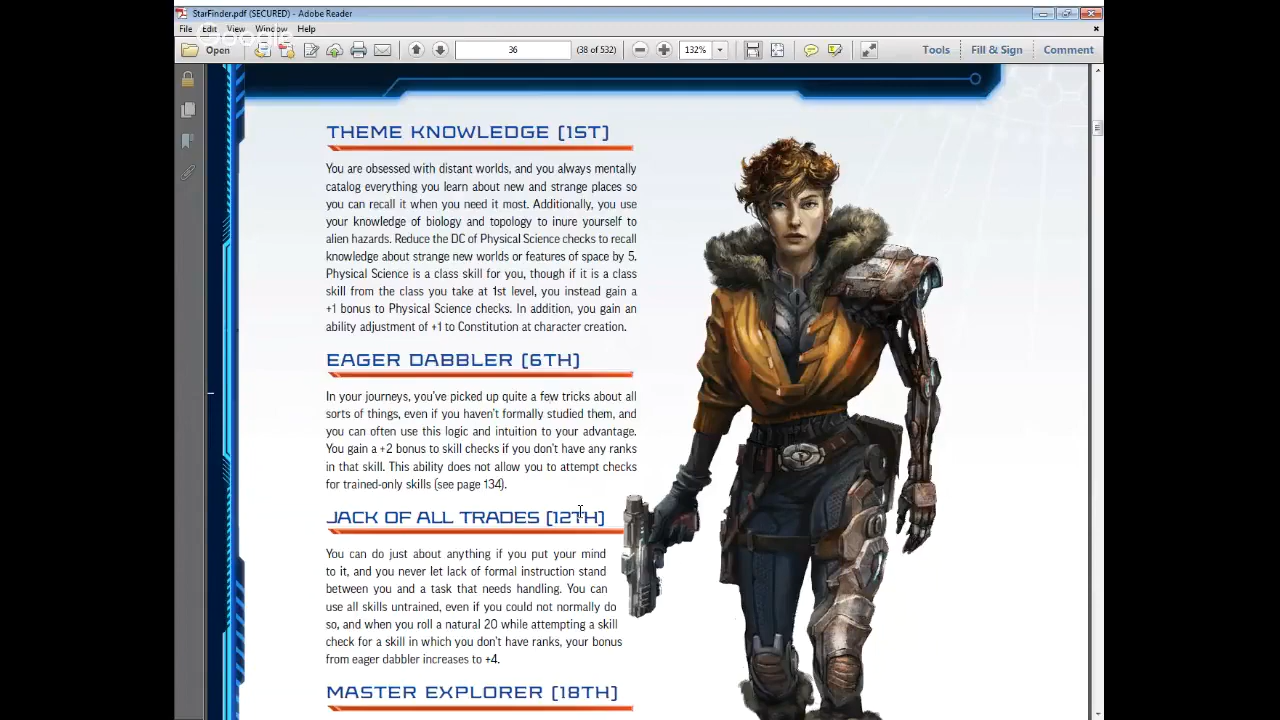 StarFinder.pdf (SECURED) - Adobe Reader
File Edit View Window Help
Google
Open 36 (38 of 532) 132% Tools Fill & Sign Comment
THEME KNOWLEDGE (1ST)
You are obsessed with distant worlds, and you always mentally
catalog everything you learn about new and strange places so
you can recall it when you need it most. Additionally, you use
your knowledge of biology and topology to inure yourself to
alien hazards. Reduce the DC of Physical Science checks to recall
knowledge about strange new worlds or features of space by 5.
Physical Science is a class skill for you, though if it is a class
skill from the class you take at 1st level, you instead gain a
+1 bonus to Physical Science checks. In addition, you gain an
ability adjustment of +1 to Constitution at character creation.
EAGER DABBLER (6TH)
In your journeys, you've picked up quite a few tricks about all
sorts of things, even if you haven't formally studied them, and
you can often use this logic and intuition to your advantage.
You gain a +2 bonus to skill checks if you don't have any ranks
in that skill. This ability does not allow you to attempt checks
for trained-only skills (see page 134).
JACK OF ALL TRADES (12TH)
You can do just about anything if you put your mind
to it, and you never let lack of formal instruction stand
between you and a task that needs handling. You can
use all skills untrained, even if you could not normally do
so, and when you roll a natural 20 while attempting a skill
check for a skill in which you don't have ranks, your bonus
from eager dabbler increases to +4.
MASTER EXPLORER (18TH)